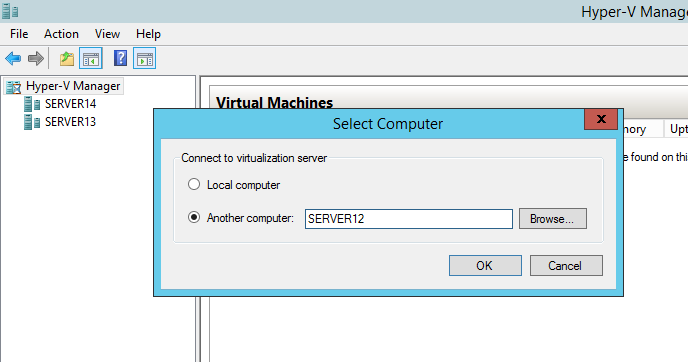 Hyper-V Manag
File Action View Help
Hyper-V Manager
SERVER14
SERVER13
Virtual Machines
Select Computer
x
mory Upt
e found on thi
Connect to virtualization server
Local computer
Another computer: SERVER12 Browse...
OK Cancel